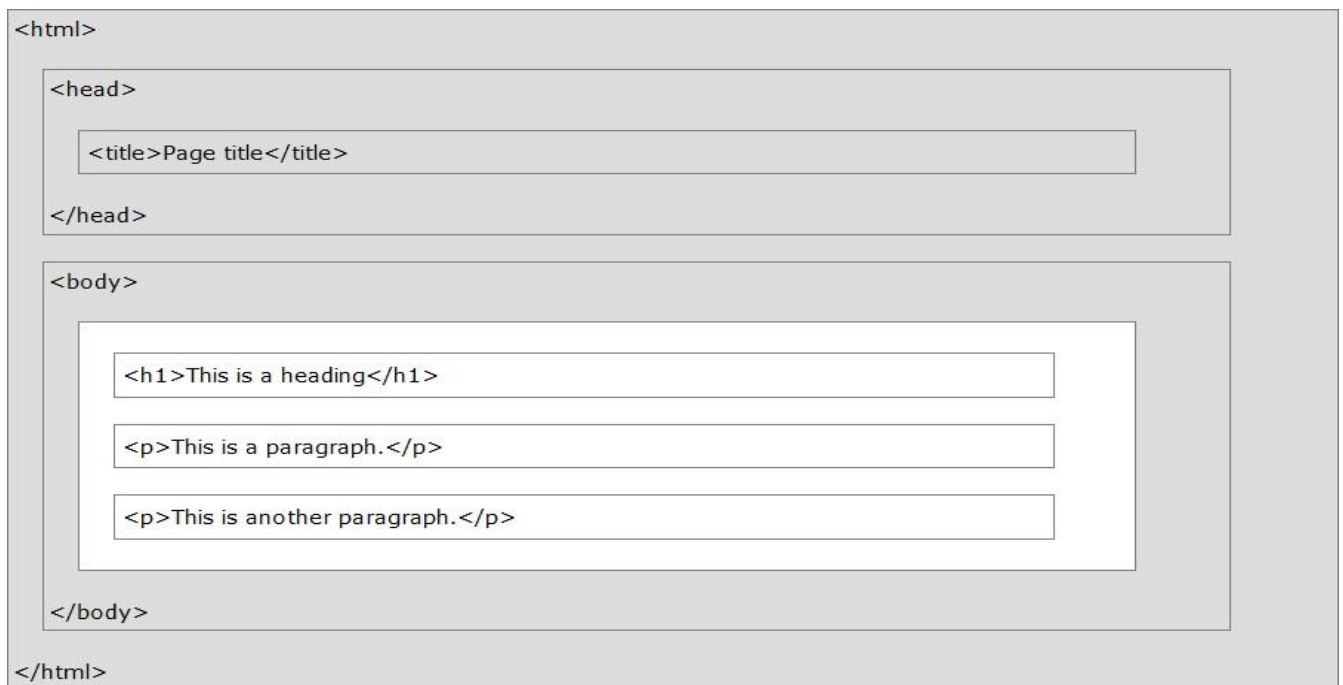 <html>
<head>
<title>Page title</title>
</head>
<body>
<h1>This is a heading</h1>
<p>This is a paragraph.</p>
<p>This is another paragraph.</p>
</body>
</html>